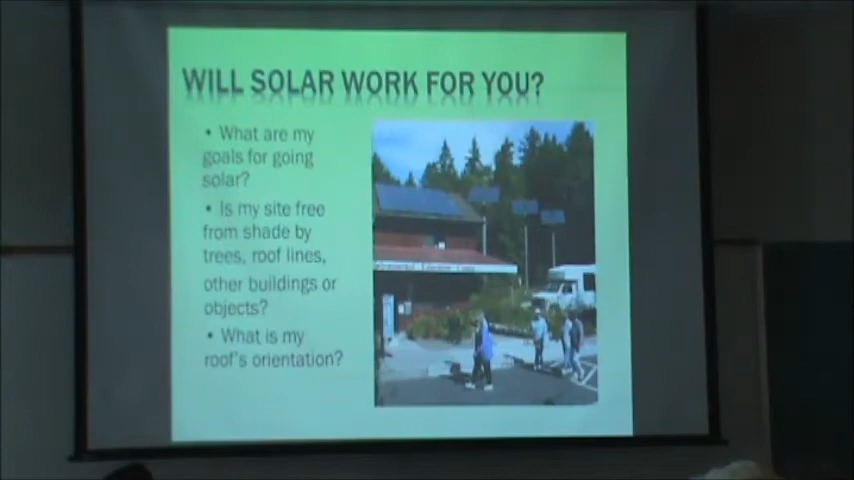 WILL SOLAR WORK FOR YOU?
• What are my
goals for going
solar?
• Is my site free
from shade by
trees, roof lines,
other buildings or
objects?
• What is my
roof's orientation?